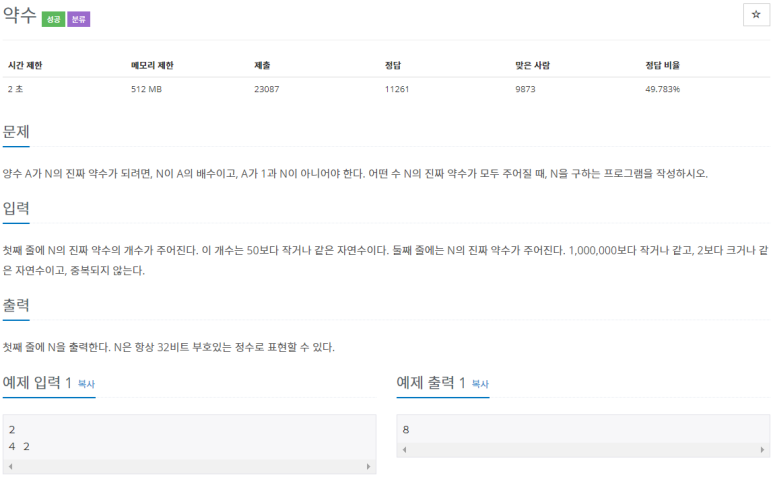 약수 성공 분류 ☆
시간 제한 메모리 제한 제출 정답 맞은 사람 정답 비율
2 초 512 MB 23087 11261 9873 49.783%
문제
양수 A가 N의 진짜 약수가 되려면, N이 A의 배수이고, A가 1과 N이 아니어야 한다. 어떤 수 N의 진짜 약수가 모두 주어질 때, N을 구하는 프로그램을 작성하시오.
입력
첫째 줄에 N의 진짜 약수의 개수가 주어진다. 이 개수는 50보다 작거나 같은 자연수이다. 둘째 줄에는 N의 진짜 약수가 주어진다. 1,000,000보다 작거나 같고, 2보다 크거나 같
은 자연수이고, 중복되지 않는다.
출력
첫째 줄에 N을 출력한다. N은 항상 32비트 부호있는 정수로 표현할 수 있다.
예제 입력 1 복사
2
4 2
예제 출력 1 복사
8